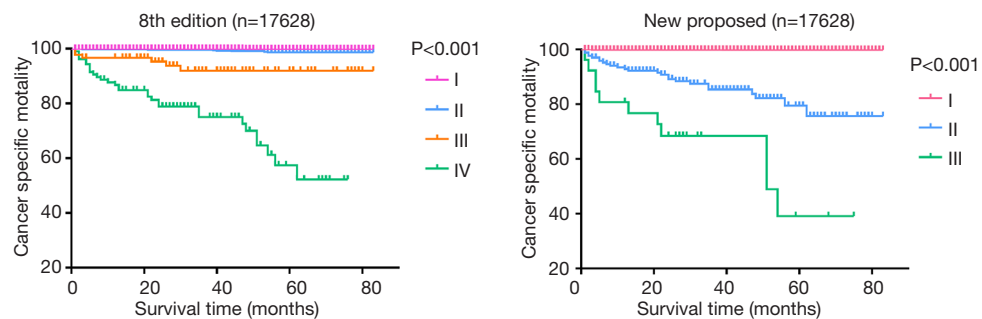 8th edition (n=17628)
Cancer specific motality
100
80
60
40
20
0 20 40 60 80
Survival time (months)
P<0.001
I
II
III
IV
New proposed (n=17628)
Cancer specific motality
100
80
60
40
20
0 20 40 60 80
Survival time (months)
P<0.001
I
II
III